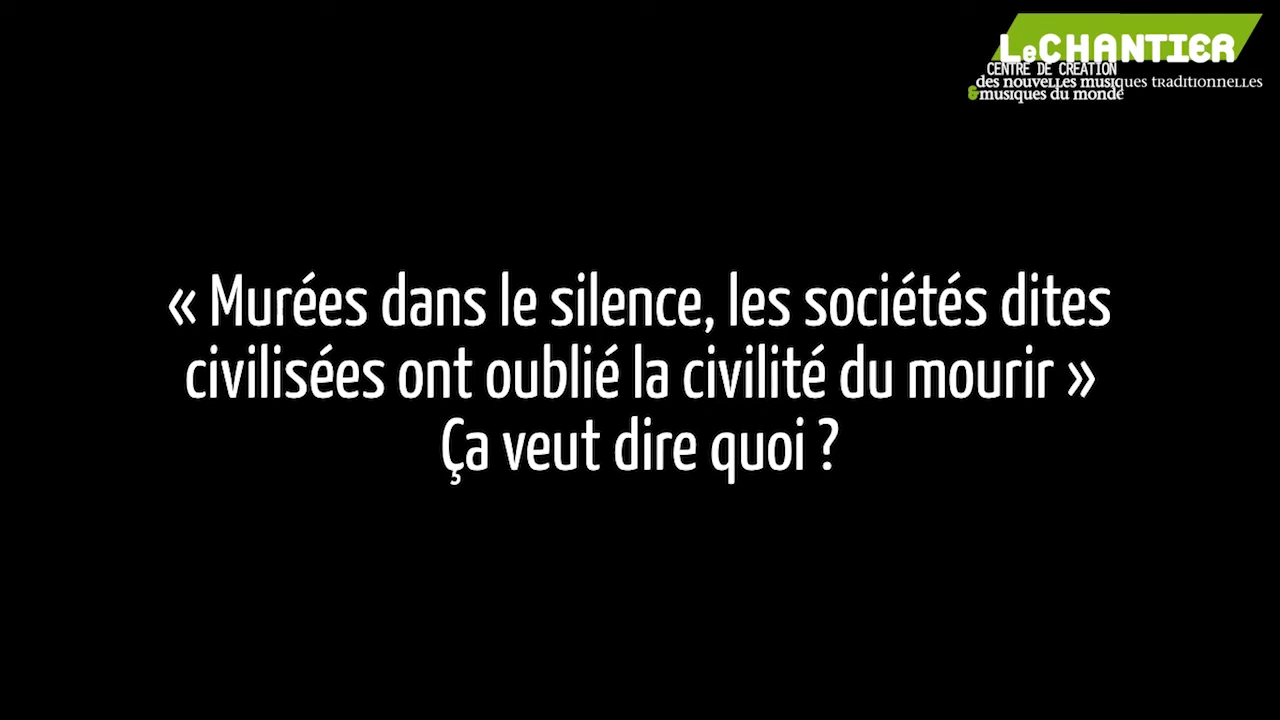 LeCHANTIER
CENTRE DE CRÉATION
des nouvelles musiques traditionnelles
& musiques du monde
« Murées dans le silence, les sociétés dites
civilisées ont oublié la civilité du mourir »
Ça veut dire quoi ?